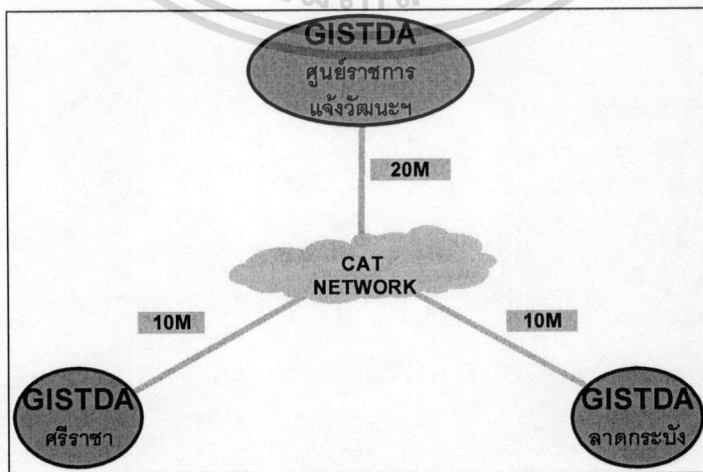 GISTDA
ศูนย์ราชการ
แจ้งวัฒนะฯ
20M
CAT
NETWORK
10M
10M
GISTDA
ศรีราชา
GISTDA
ลาดกระบัง